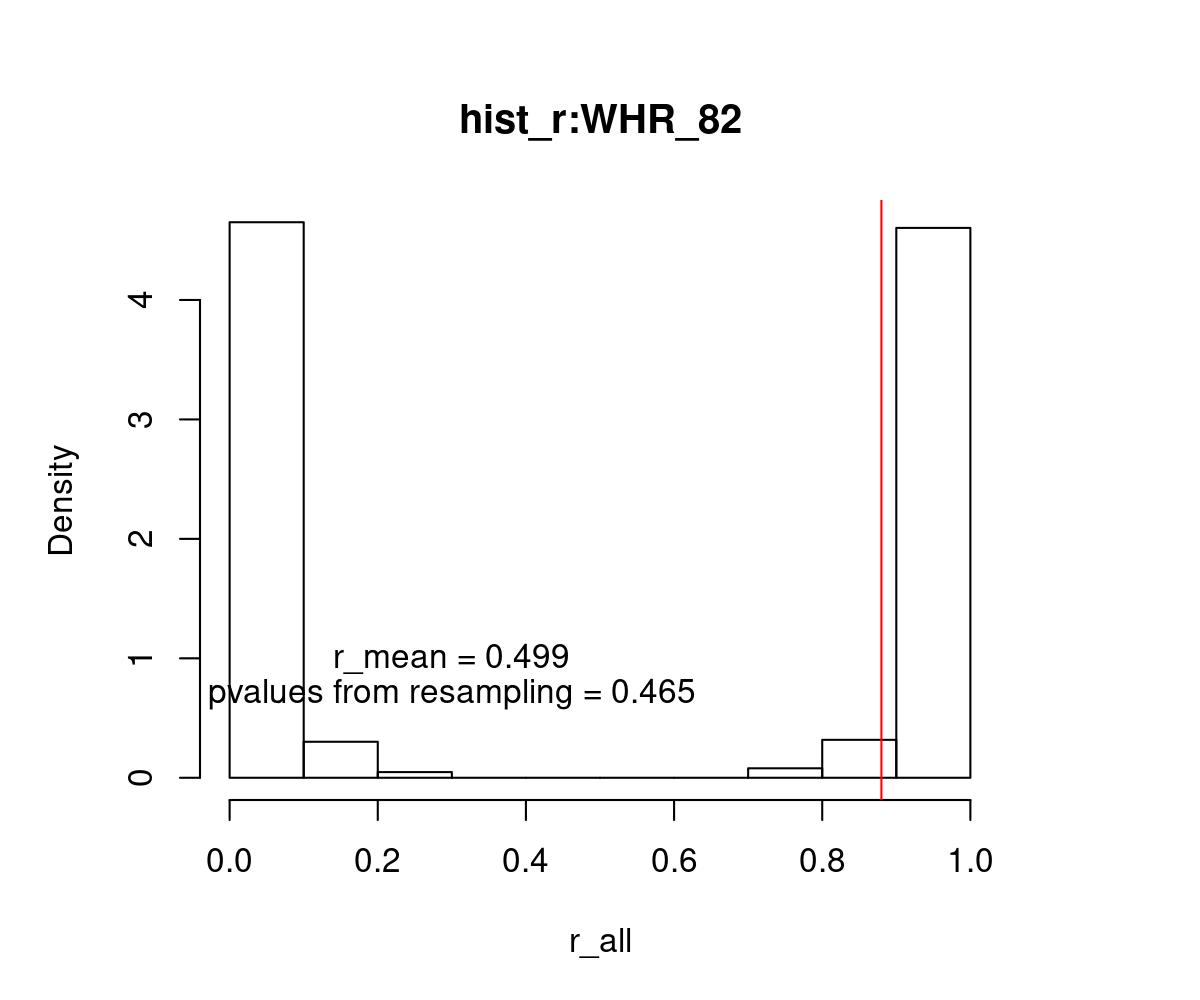 hist_r:WHR_82
4
3
2
1
0
Density
r_mean = 0.499
pvalues from resampling = 0.465
0.0 0.2 0.4 0.6 0.8 1.0
r_all